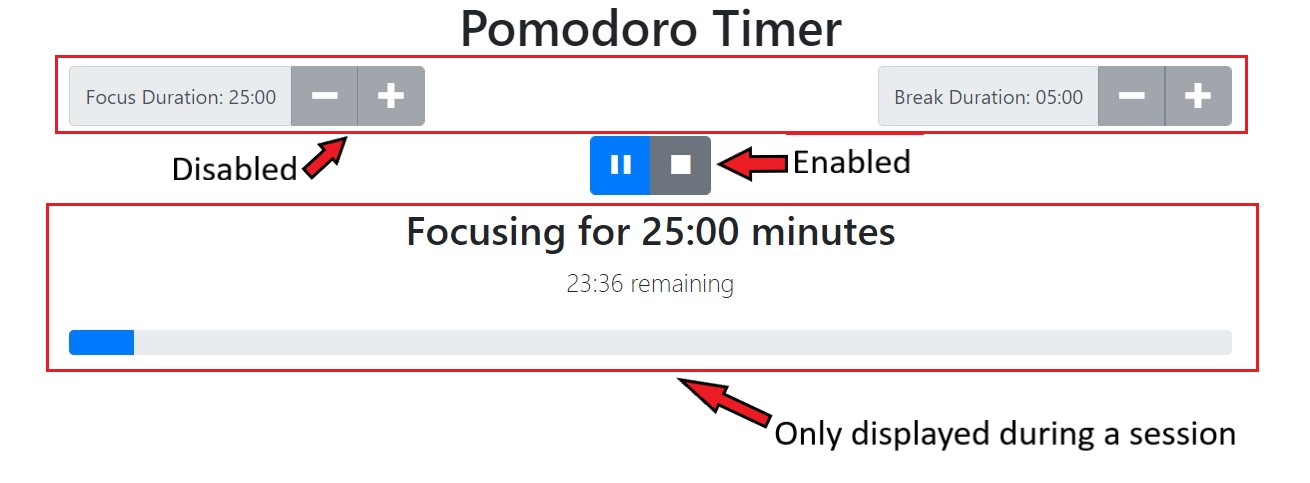 Pomodoro Timer
Focus Duration: 25:00
Break Duration: 05:00
Disabled
Enabled
Focusing for 25:00 minutes
23:36 remaining
Only displayed during a session